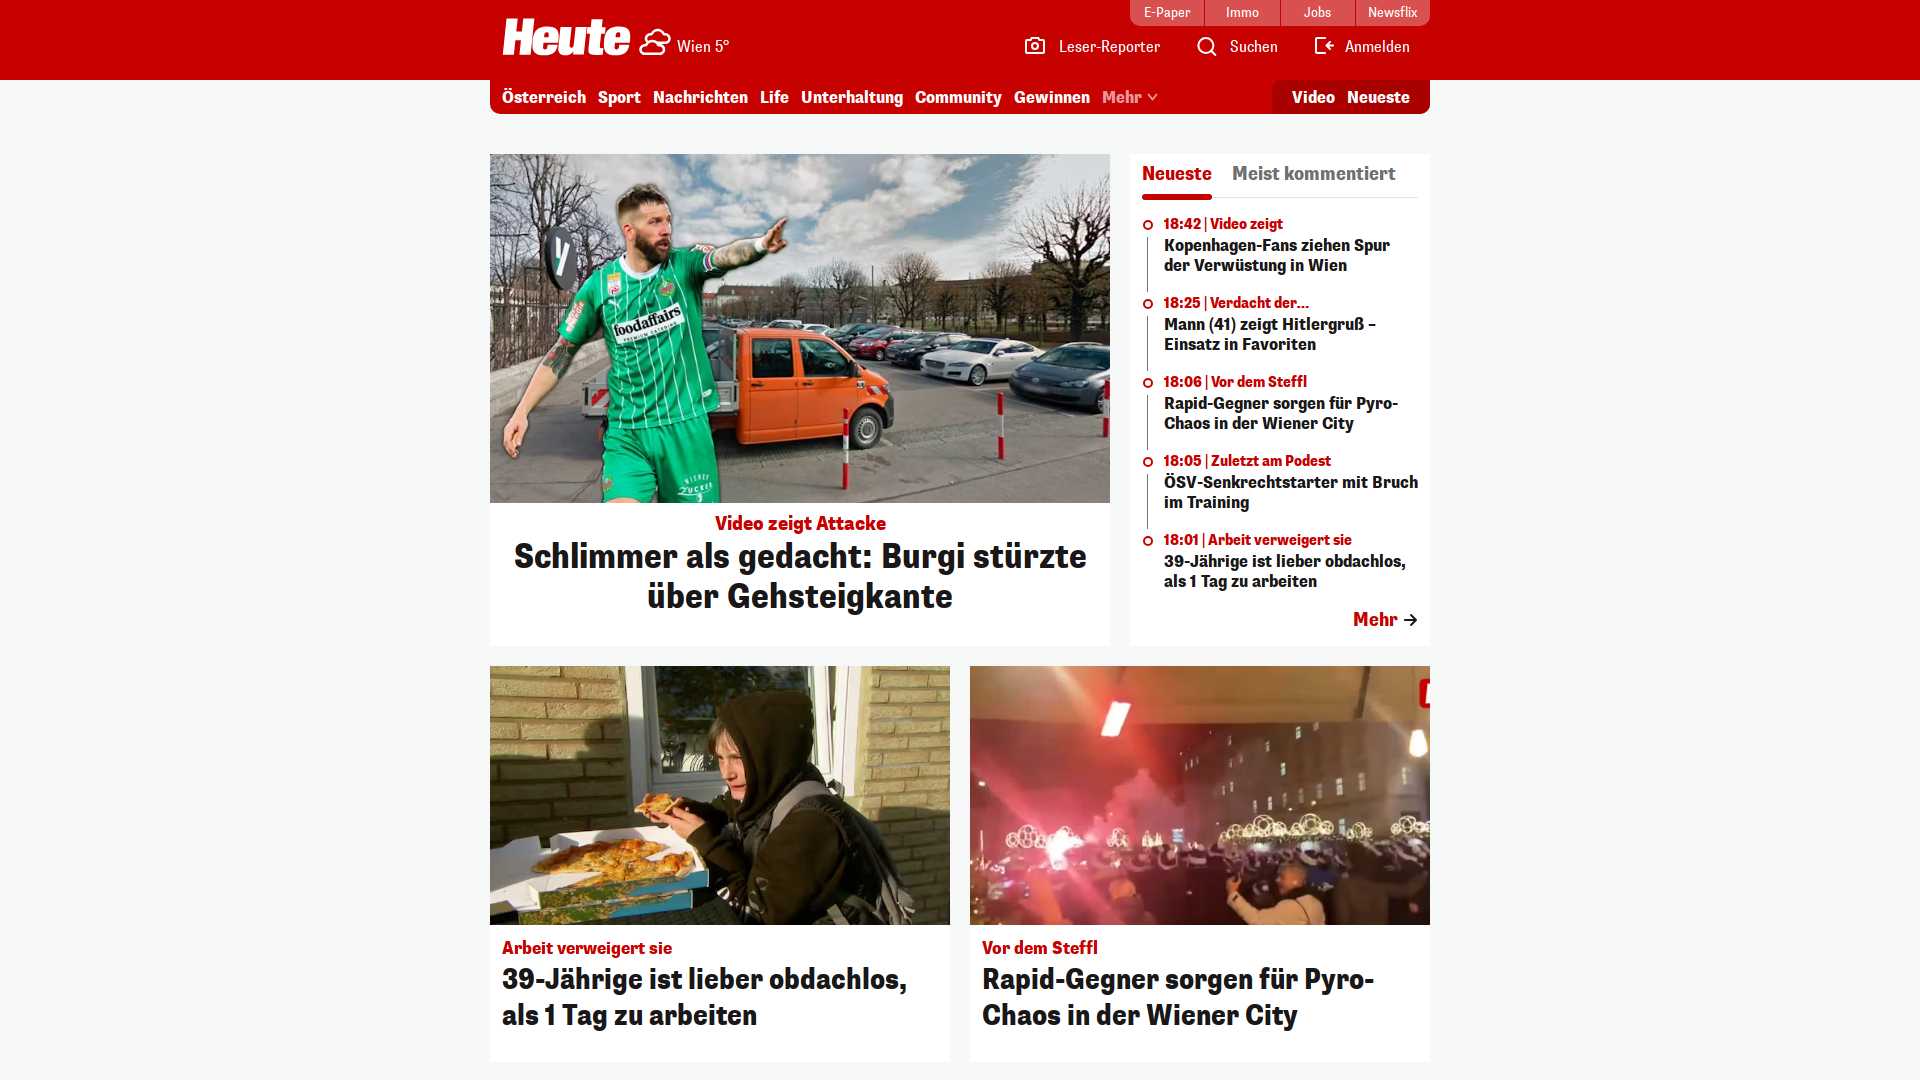 E-Paper
Immo
Jobs
Newsflix
Heute
Wien 5°
Leser-Reporter
Suchen
Anmelden
Österreich
Sport
Nachrichten
Life
Unterhaltung
Community
Gewinnen
Mehr
Video
Neueste
foodaffairs
PREMIUM CATERING
WIENER
ZUCKER
Video zeigt Attacke
Schlimmer als gedacht: Burgi stürzte
über Gehsteigkante
Neueste
Meist kommentiert
18:42 | Video zeigt
Kopenhagen-Fans ziehen Spur
der Verwüstung in Wien
18:25 | Verdacht der...
Mann (41) zeigt Hitlergruß –
Einsatz in Favoriten
18:06 | Vor dem Steffl
Rapid-Gegner sorgen für Pyro-
Chaos in der Wiener City
18:05 | Zuletzt am Podest
ÖSV-Senkrechtstarter mit Bruch
im Training
18:01 | Arbeit verweigert sie
39-Jährige ist lieber obdachlos,
als 1 Tag zu arbeiten
Mehr
Arbeit verweigert sie
39-Jährige ist lieber obdachlos,
als 1 Tag zu arbeiten
Vor dem Steffl
Rapid-Gegner sorgen für Pyro-
Chaos in der Wiener City